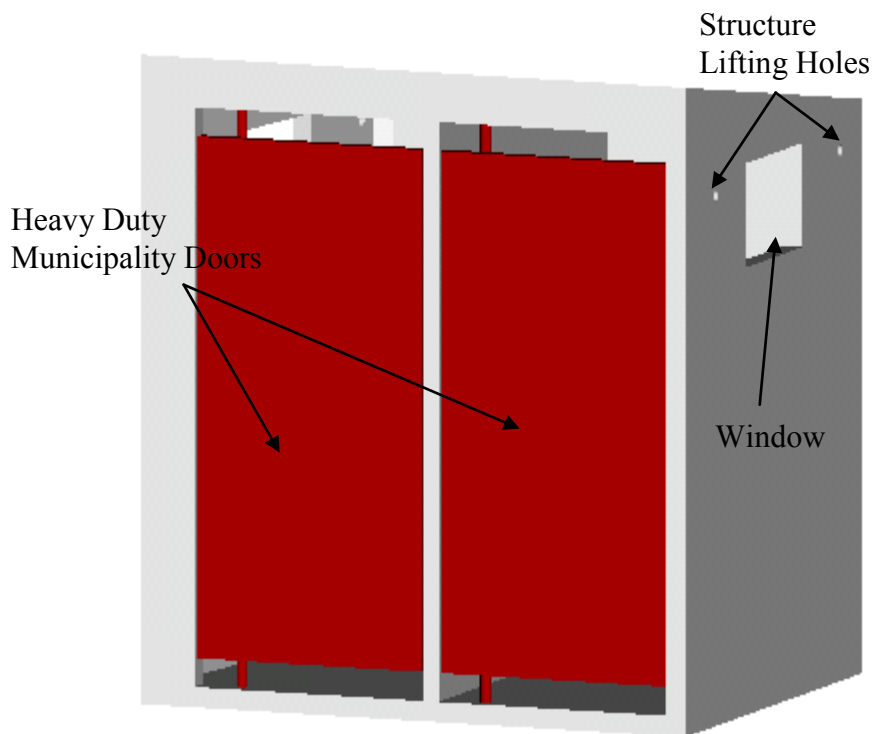 Structure
Lifting Holes
Heavy Duty
Municipality Doors
Window